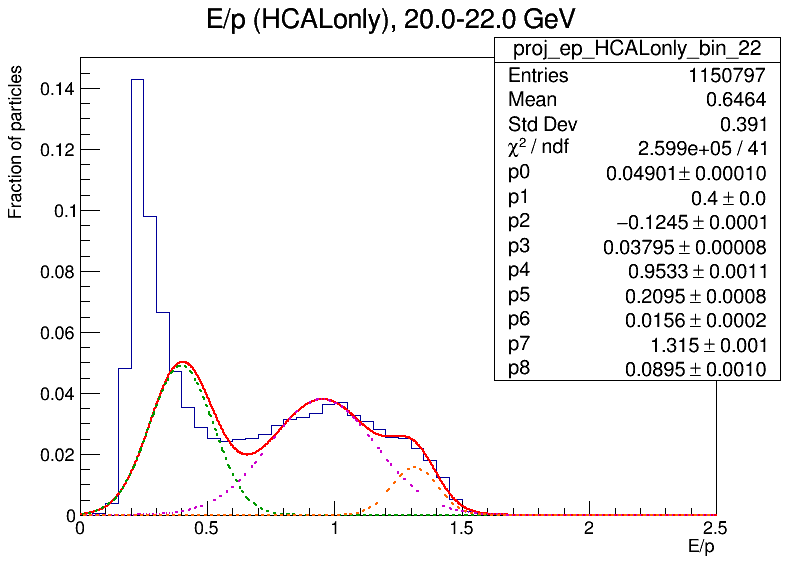 E/p (HCALonly), 20.0-22.0 GeV
proj_ep_HCALonly_bin_22
Entries 1150797
Mean 0.6464
Std Dev 0.391
χ² / ndf 2.599e+05 / 41
p0 0.04901 ± 0.00010
p1 0.4 ± 0.0
p2 −0.1245 ± 0.0001
p3 0.03795 ± 0.00008
p4 0.9533 ± 0.0011
p5 0.2095 ± 0.0008
p6 0.0156 ± 0.0002
p7 1.315 ± 0.001
p8 0.0895 ± 0.0010
Fraction of particles
0.14
0.12
0.1
0.08
0.06
0.04
0.02
0
0 0.5 1 1.5 2 2.5
E/p